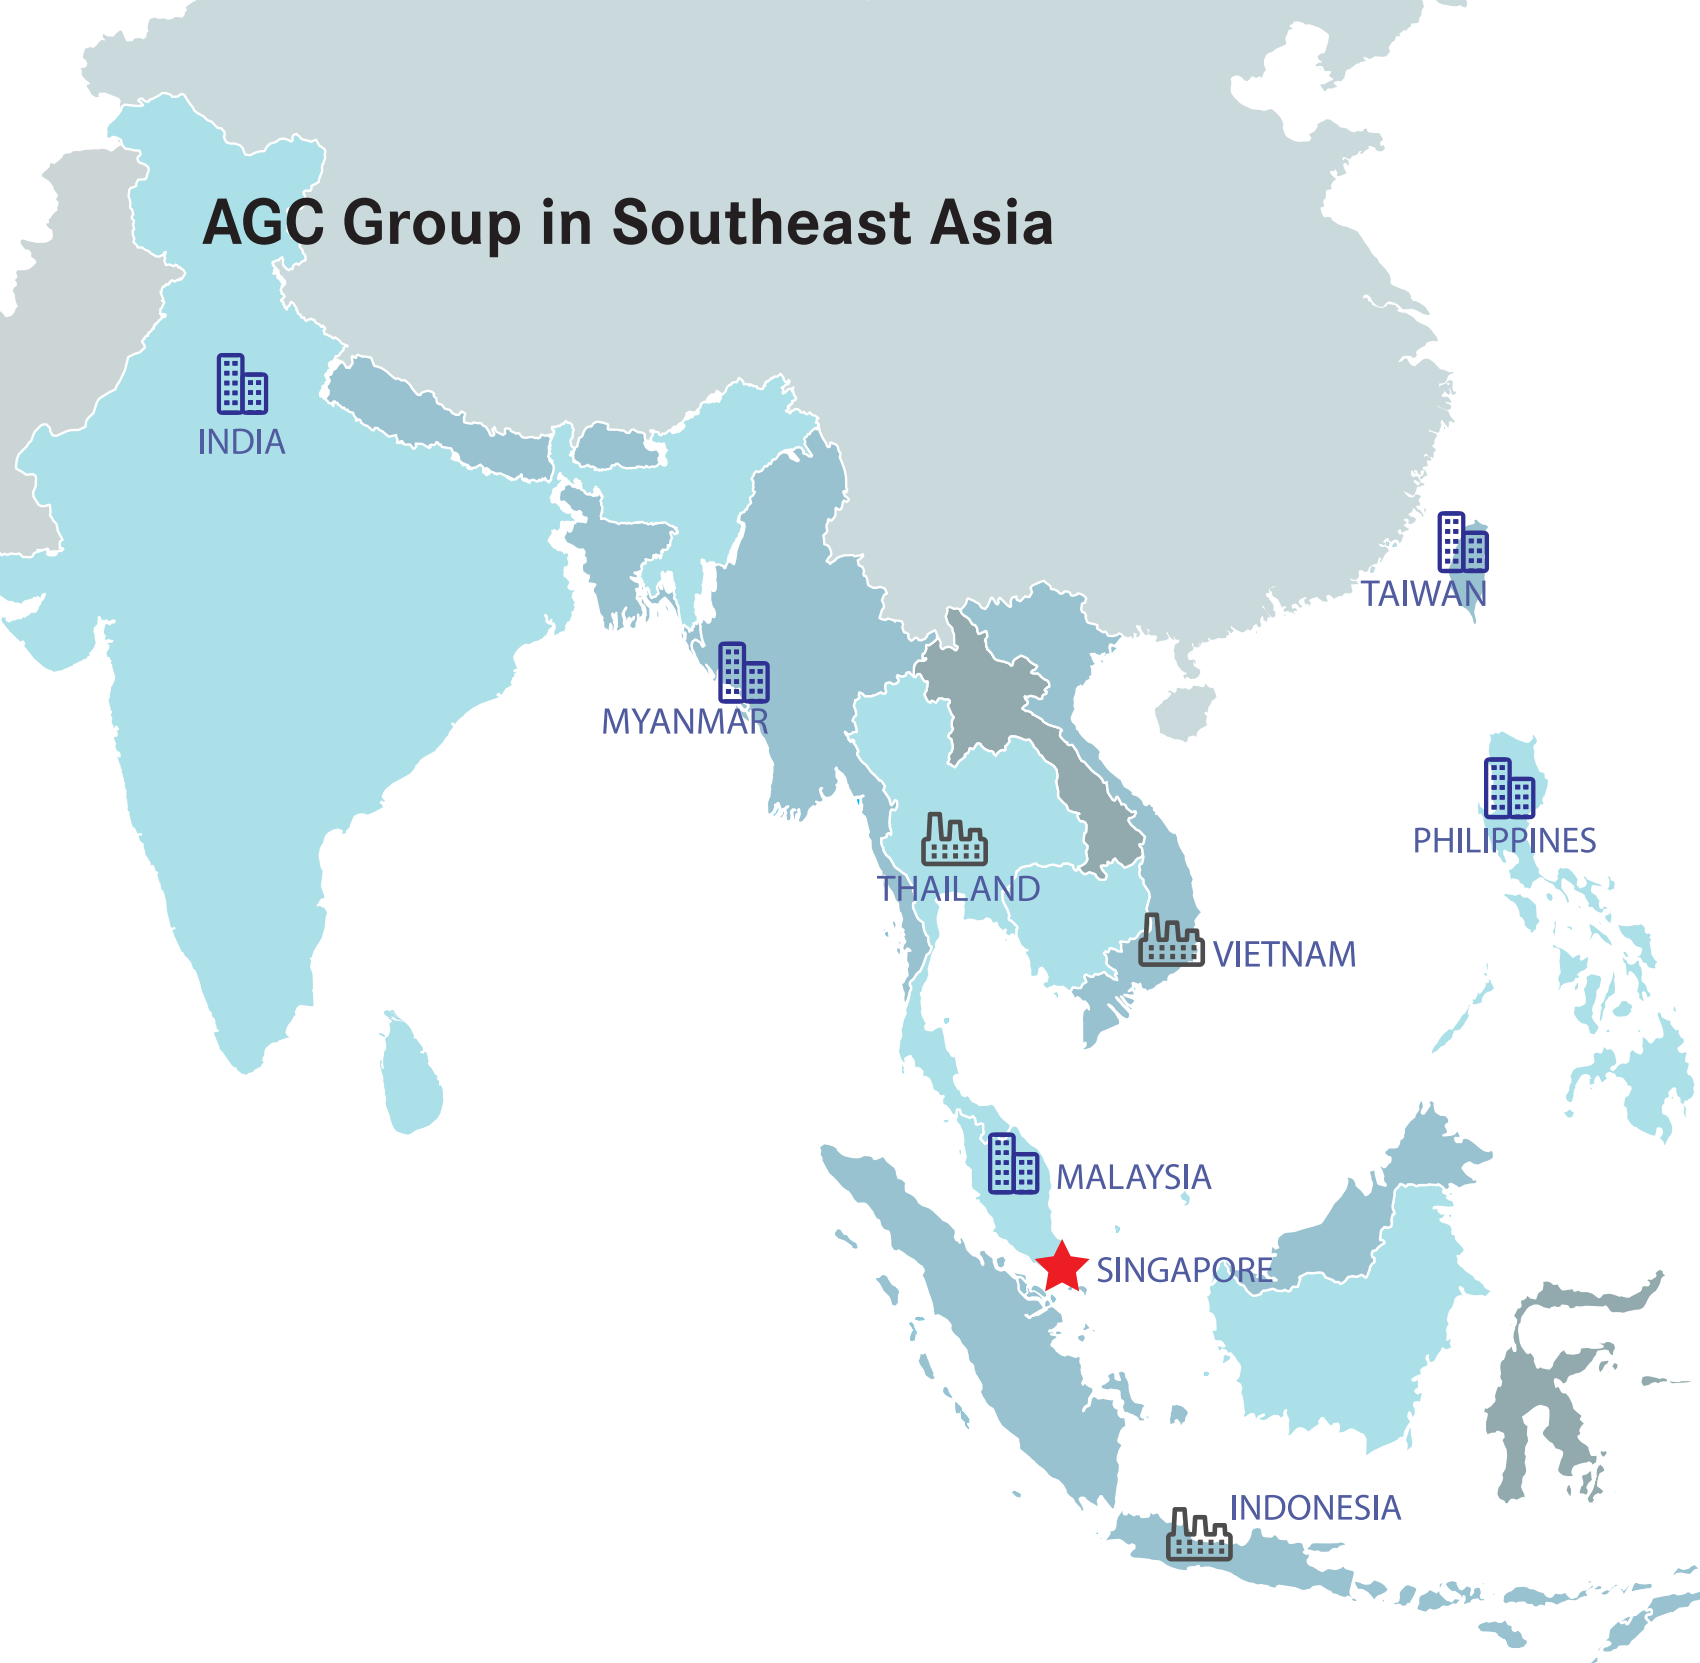 AGC Group in Southeast Asia
INDIA
TAIWAN
MYANMAR
PHILIPPINES
THAILAND
VIETNAM
MALAYSIA
SINGAPORE
INDONESIA